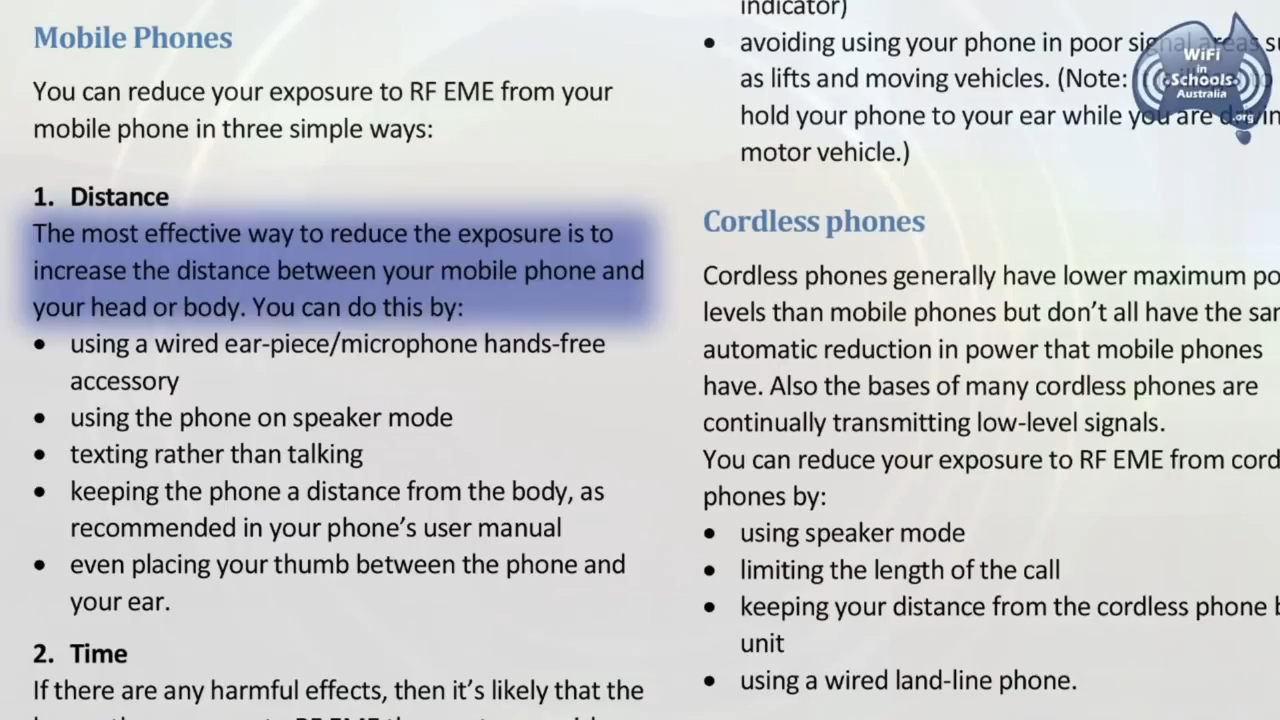 Mobile Phones
You can reduce your exposure to RF EME from your
mobile phone in three simple ways:
1. Distance
The most effective way to reduce the exposure is to
increase the distance between your mobile phone and
your head or body. You can do this by:
• using a wired ear-piece/microphone hands-free
accessory
• using the phone on speaker mode
• texting rather than talking
• keeping the phone a distance from the body, as
recommended in your phone's user manual
• even placing your thumb between the phone and
your ear.
2. Time
If there are any harmful effects, then it's likely that the
indicator)
• avoiding using your phone in poor signal areas
as lifts and moving vehicles. (Note:
hold your phone to your ear while you are
motor vehicle.)
Cordless phones
Cordless phones generally have lower maximum
levels than mobile phones but don't all have the
automatic reduction in power that mobile phones
have. Also the bases of many cordless phones are
continually transmitting low-level signals.
You can reduce your exposure to RF EME from
phones by:
• using speaker mode
• limiting the length of the call
• keeping your distance from the cordless phone
unit
• using a wired land-line phone.
WiFi
in
Schools
Australia
.org